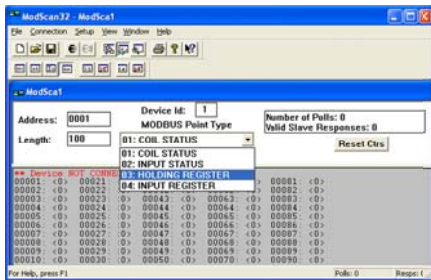 ModScan32 - ModSca1
File Connection Setup View Window Help
ModSca1
Device Id: 1
Address: 0001
MODBUS Point Type
Length: 100
01: COIL STATUS
Number of Polls: 0
Valid Slave Responses: 0
Reset Ctrs
01: COIL STATUS
02: INPUT STATUS
03: HOLDING REGISTER
04: INPUT REGISTER
** Device NOT CONNE
00001: <0> 00021 0> 00081: <0>
00002: <0> 00022 0> 00082: <0>
00003: <0> 00023 00043: <0> 00063: <0> 00083: <0>
00004: <0> 00024 00044: <0> 00064: <0> 00084: <0>
00005: <0> 00025 00045: <0> 00065: <0> 00085: <0>
00006: <0> 00026 00046: <0> 00066: <0> 00086: <0>
00007: <0> 00027 00047: <0> 00067: <0> 00087: <0>
00008: <0> 00028 00048: <0> 00068: <0> 00088: <0>
00009: <0> 00029 00049: <0> 00069: <0> 00089: <0>
00010: <0> 00030 00050: <0> 00070: <0> 00090: <0>
For Help, press F1
Polls: 0
Resps: (